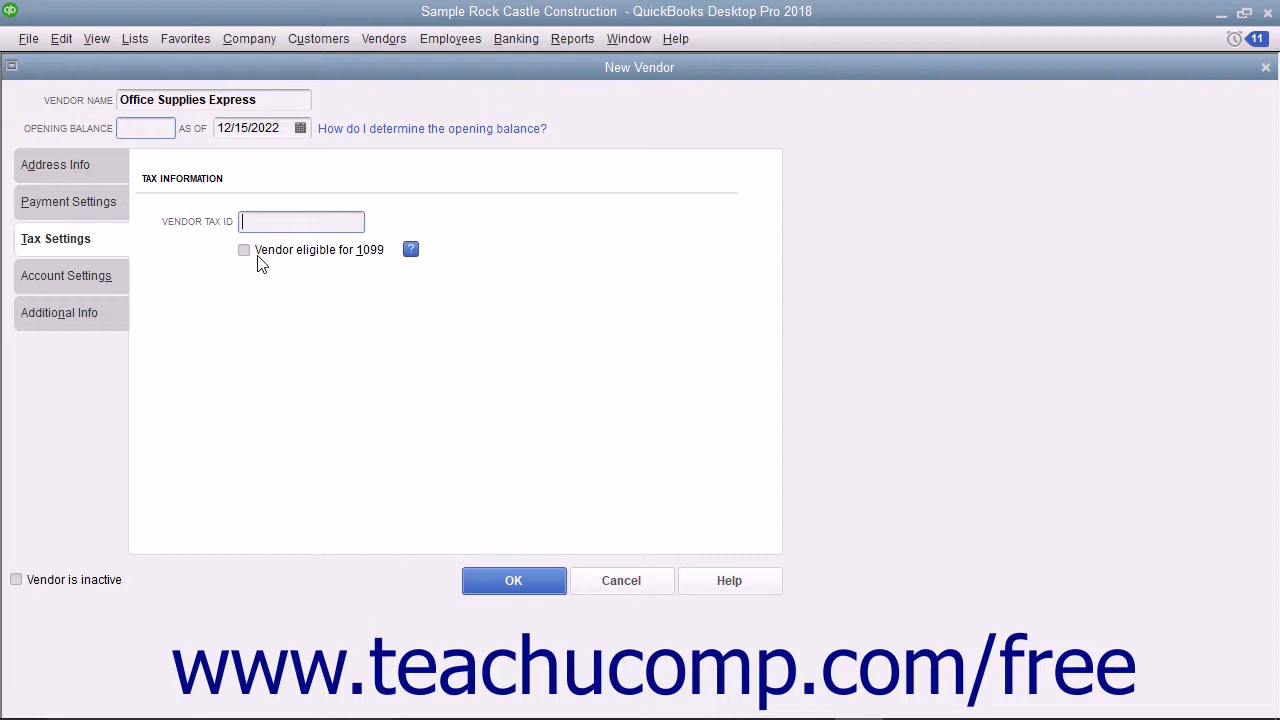 qb Sample Rock Castle Construction - QuickBooks Desktop Pro 2018
File Edit View Lists Favorites Company Customers Vendors Employees Banking Reports Window Help 11
New Vendor
VENDOR NAME Office Supplies Express
OPENING BALANCE AS OF 12/15/2022 How do I determine the opening balance?
Address Info
Payment Settings
Tax Settings
Account Settings
Additional Info
TAX INFORMATION
VENDOR TAX ID
Vendor eligible for 1099 ?
Vendor is inactive
OK Cancel Help
www.teachucomp.com/free